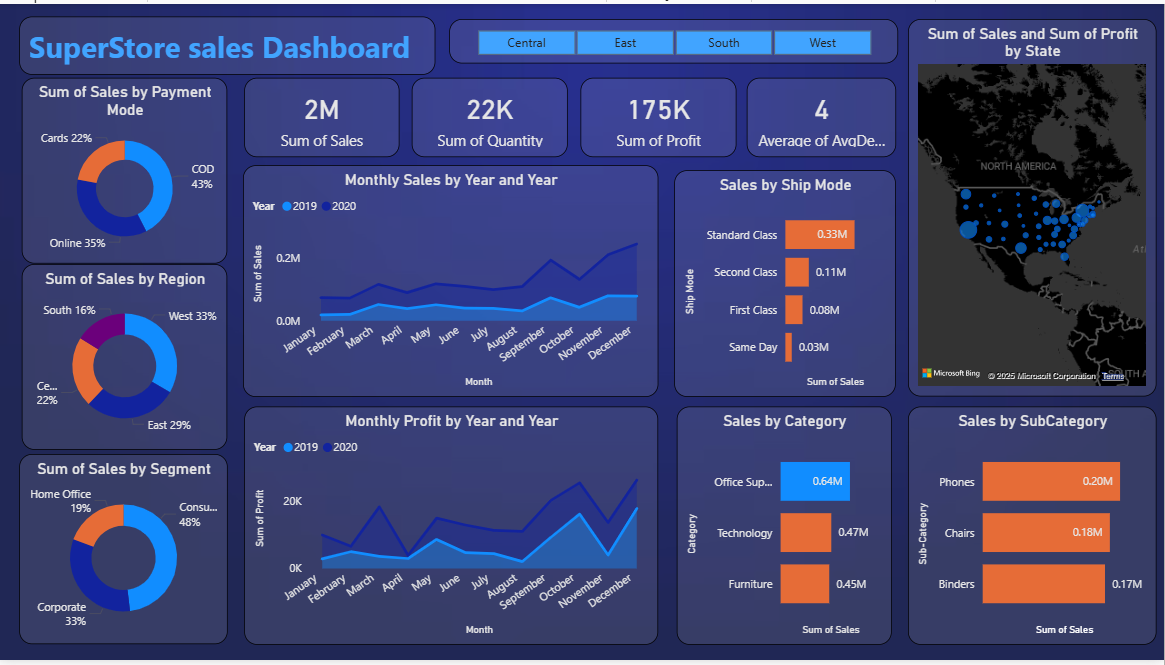 SuperStore sales Dashboard
Central
East
South
West
Sum of Sales and Sum of Profit
by State
Sum of Sales by Payment
Mode
Cards 22%
COD
43%
Online 35%
2M
Sum of Sales
22K
Sum of Quantity
175K
Sum of Profit
4
Average of AvgDe...
Monthly Sales by Year and Year
Year
2019
2020
Sum of Sales
0.2M
0.0M
January
February
March
April
May
June
July
August
September
October
November
December
Month
Sales by Ship Mode
Ship Mode
Standard Class
0.33M
Second Class
0.11M
First Class
0.08M
Same Day
0.03M
Sum of Sales
NORTH AMERICA
Microsoft Bing
© 2025 Microsoft Corporation
Terms
Sum of Sales by Region
South 16%
West 33%
Ce...
22%
East 29%
Sum of Sales by Segment
Home Office
19%
Consu...
48%
Corporate
33%
Monthly Profit by Year and Year
Year
2019
2020
Sum of Profit
20K
0K
January
February
March
April
May
June
July
August
September
October
November
December
Month
Sales by Category
Category
Office Sup...
0.64M
Technology
0.47M
Furniture
0.45M
Sum of Sales
Sales by SubCategory
Sub-Category
Phones
0.20M
Chairs
0.18M
Binders
0.17M
Sum of Sales